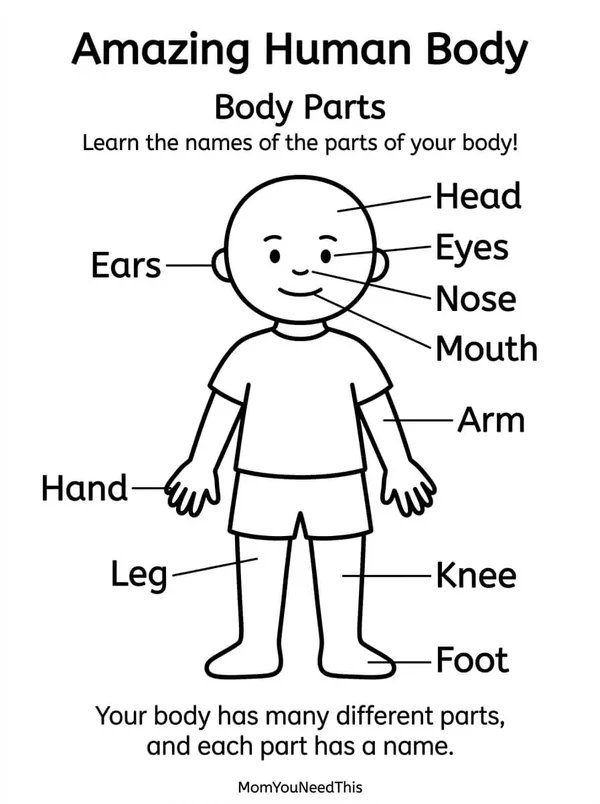 Amazing Human Body
Body Parts
Learn the names of the parts of your body!
Head
Eyes
Ears
Nose
Mouth
Arm
Hand
Leg
Knee
Foot
Your body has many different parts,
and each part has a name.
MomYouNeedThis